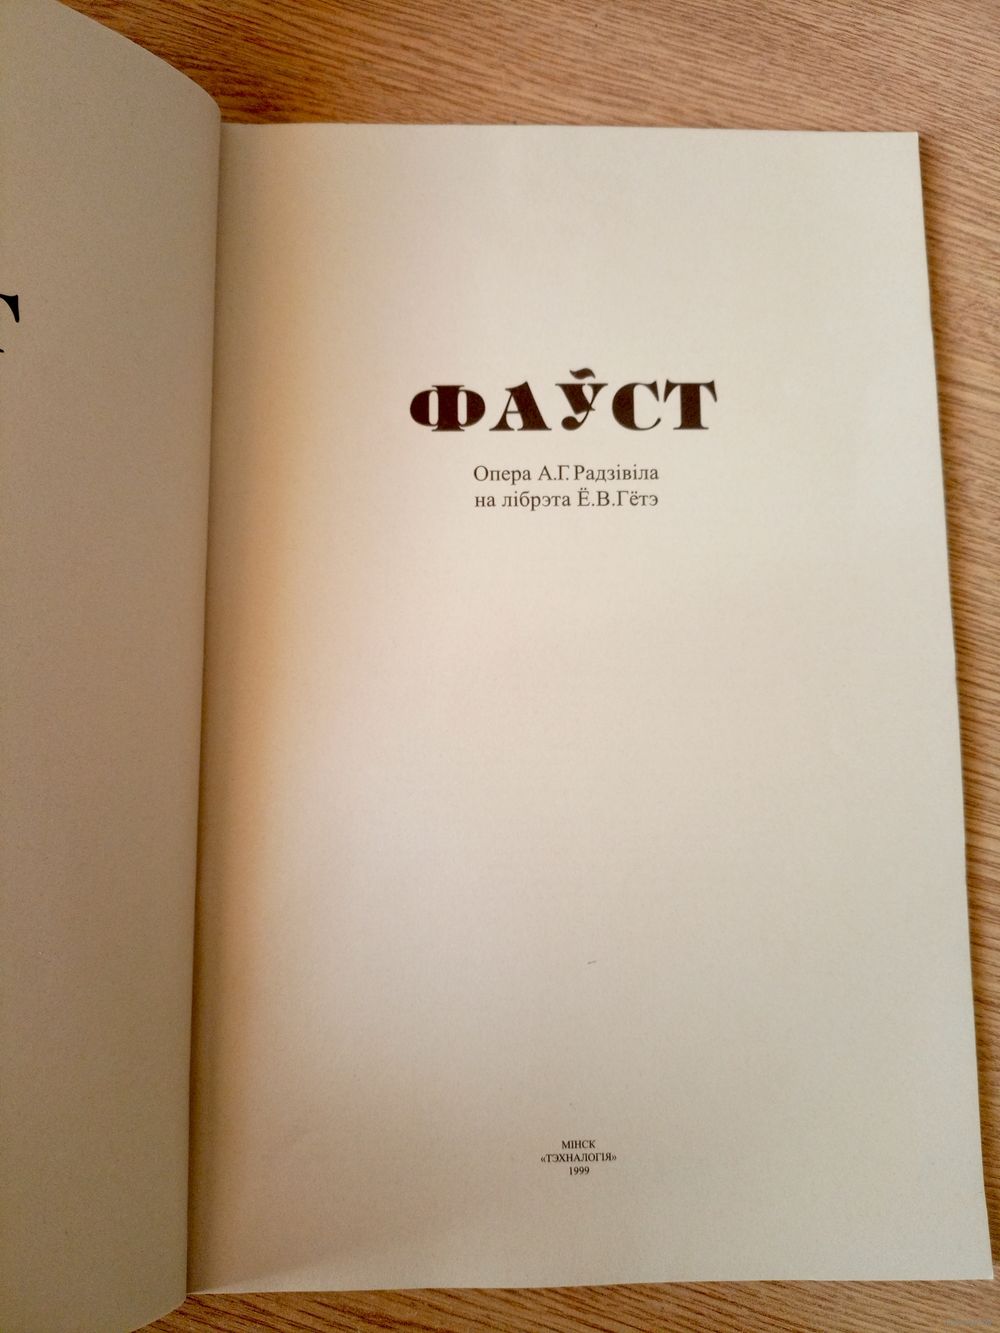 ФАЎСТ
Опера А.Г.Радзівіла
на лібрэта Ё.В.Гётэ
МІНСК
«ТЭХНАЛОГІЯ»
1999